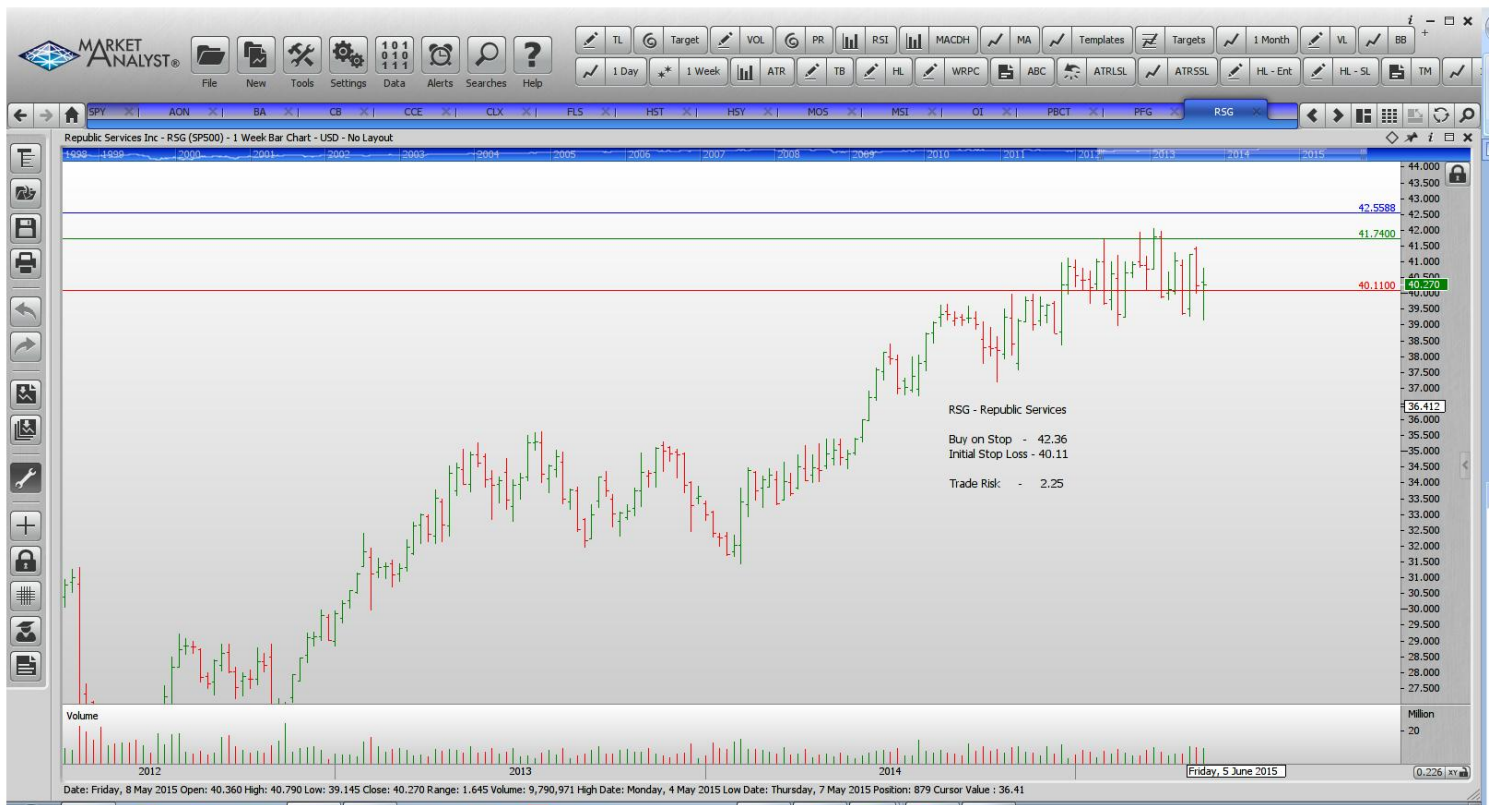 i
MARKET
ANALYST®
File New Tools Settings Data Alerts Searches Help
101
010
111
TL Target VOL PR RSI MACDH MA Templates Targets 1 Month VL BB
1 Day 1 Week ATR TB HL WRPC ABC ATRLSL ATRSSL HL - Ent HL - SL TM
SPY AON BA CB CCE CLX FLS HST HSY MOS MSI OI PBCT PFG RSG
Republic Services Inc - RSG (SP500) - 1 Week Bar Chart - USD - No Layout
1998 1999 2000 2001 2002 2003 2004 2005 2006 2007 2008 2009 2010 2011 2012 2013 2014 2015
44.000
43.500
43.000
42.5588
42.500
42.000
41.7400
41.500
41.000
40.500
40.1100
40.270
40.000
39.500
39.000
38.500
38.000
37.500
37.000
36.412
36.000
35.500
35.000
34.500
34.000
33.500
33.000
32.500
32.000
31.500
31.000
30.500
30.000
29.500
29.000
28.500
28.000
27.500
RSG - Republic Services
Buy on Stop - 42.36
Initial Stop Loss - 40.11
Trade Risk - 2.25
Volume
Million
20
2012 2013 2014
Friday, 5 June 2015
0.226 XY
Date: Friday, 8 May 2015 Open: 40.360 High: 40.790 Low: 39.145 Close: 40.270 Range: 1.645 Volume: 9,790,971 High Date: Monday, 4 May 2015 Low Date: Thursday, 7 May 2015 Position: 879 Cursor Value : 36.41